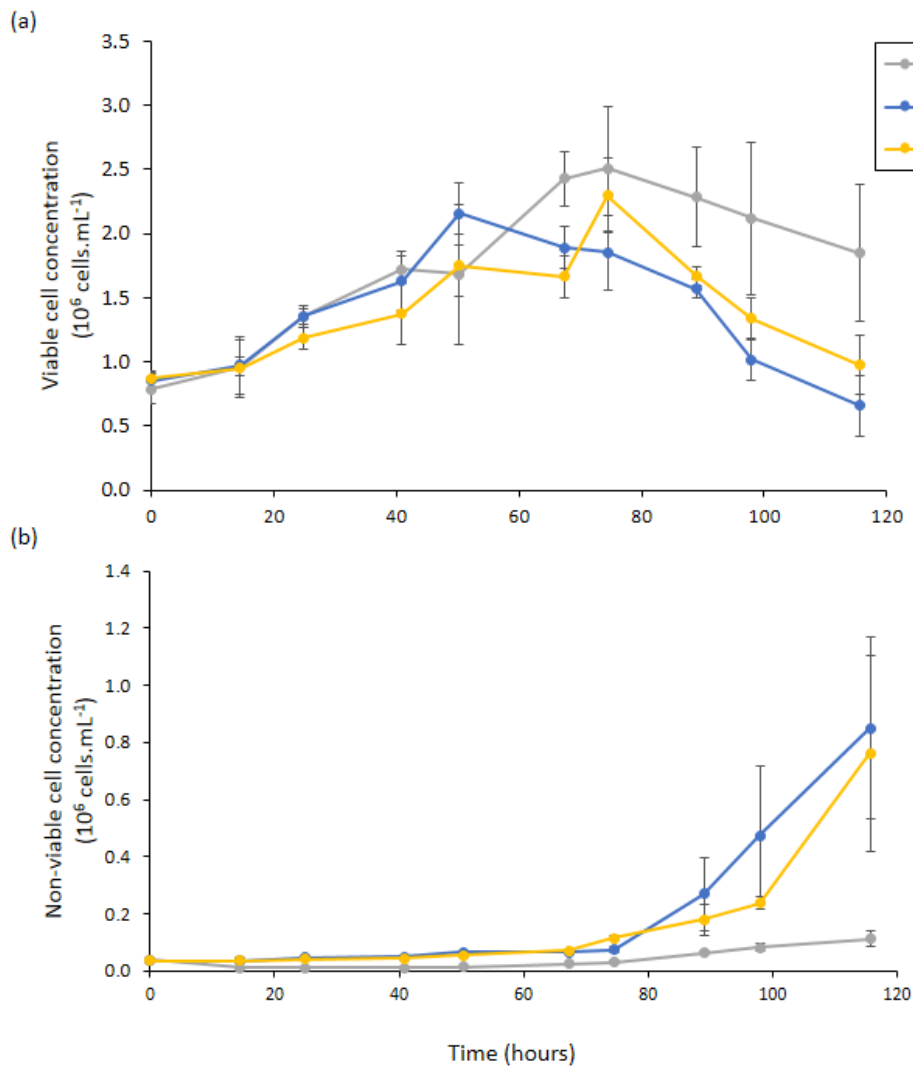 (a)
3.5
3.0
2.5
2.0
1.5
1.0
0.5
0.0
Viable cell concentration
(10⁶ cells.mL⁻¹)
0 20 40 60 80 100 120
(b)
1.4
1.2
1.0
0.8
0.6
0.4
0.2
0.0
Non-viable cell concentration
(10⁶ cells.mL⁻¹)
0 20 40 60 80 100 120
Time (hours)